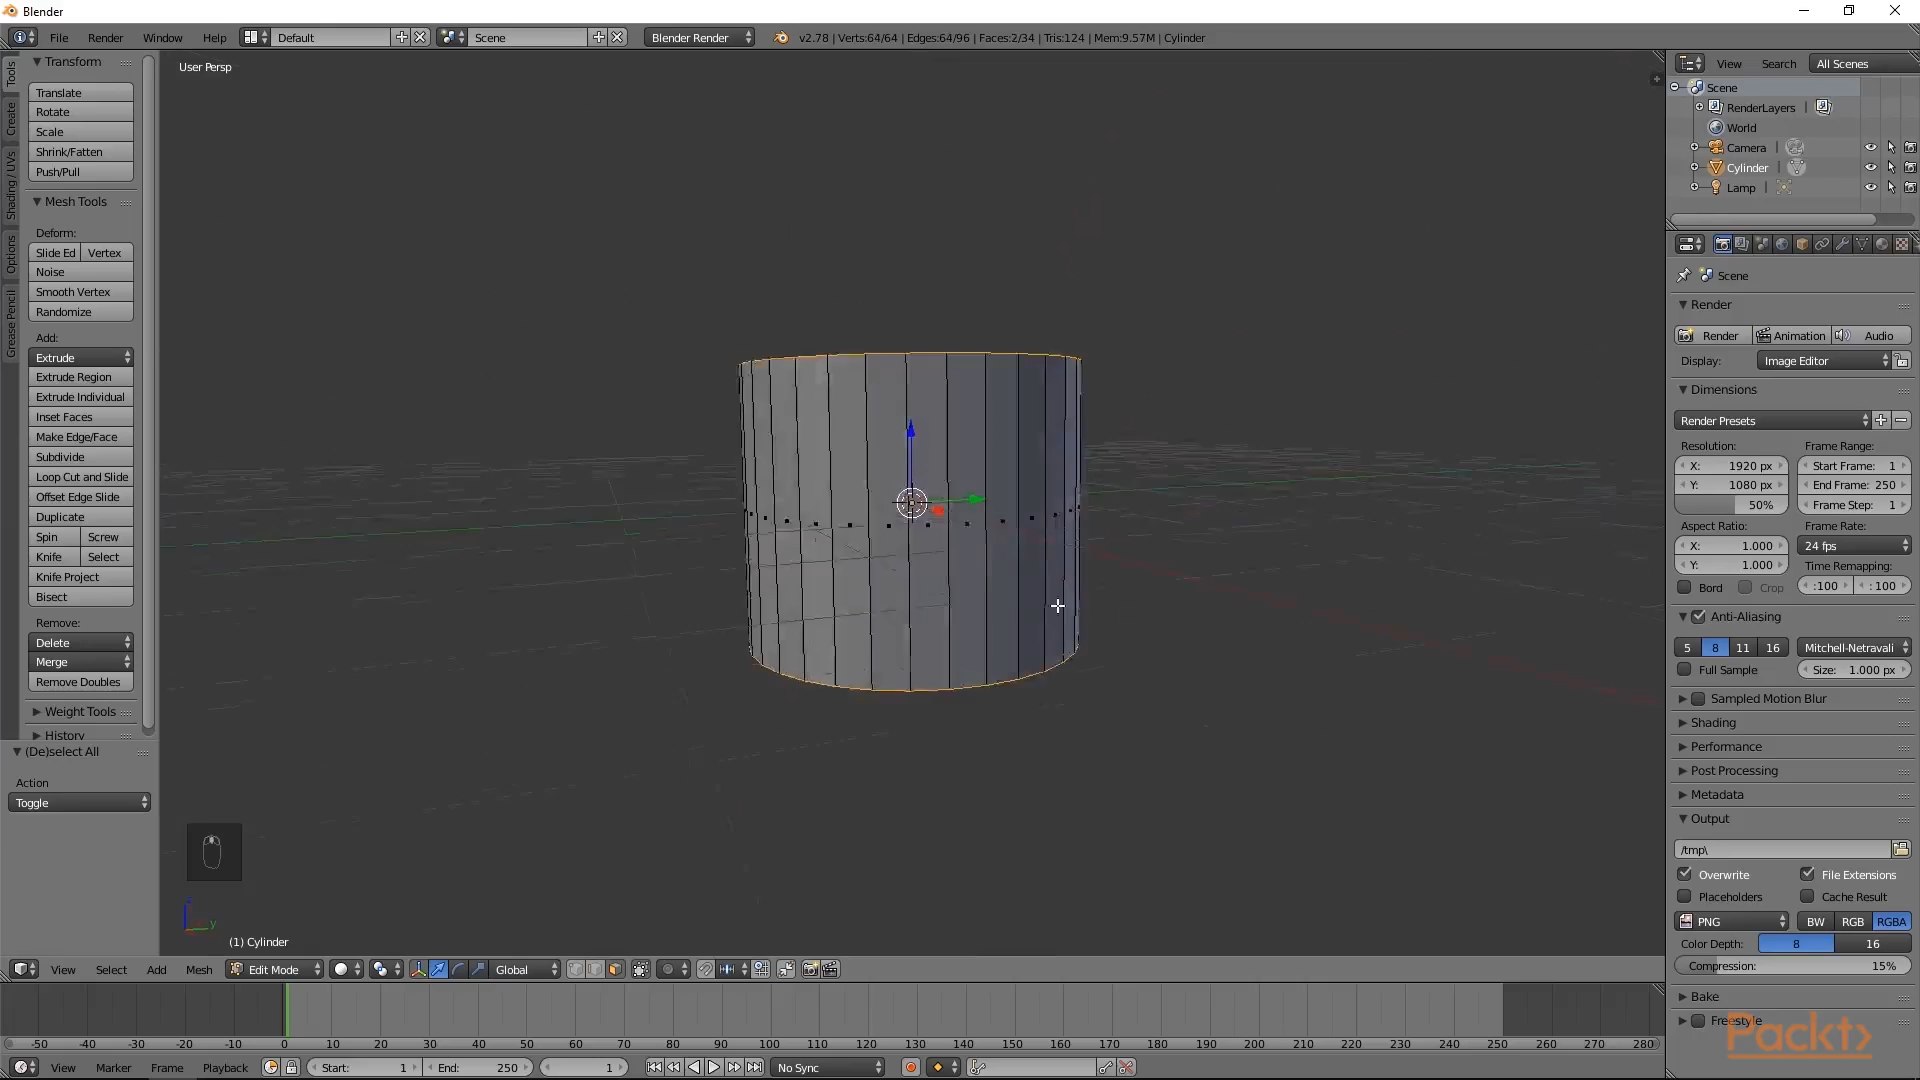 Blender
File Render Window Help Default Scene Blender Render v2.78 | Verts:64/64 | Edges:64/96 | Faces:2/34 | Tris:124 | Mem:9.57M | Cylinder
Tools
Create
Shading / UVs
Options
Grease Pencil
Transform
Translate
Rotate
Scale
Shrink/Fatten
Push/Pull
Mesh Tools
Deform:
Slide Ed Vertex
Noise
Smooth Vertex
Randomize
Add:
Extrude
Extrude Region
Extrude Individual
Inset Faces
Make Edge/Face
Subdivide
Loop Cut and Slide
Offset Edge Slide
Duplicate
Spin Screw
Knife Select
Knife Project
Bisect
Remove:
Delete
Merge
Remove Doubles
Weight Tools
History
(De)select All
Action
Toggle
User Persp
z
y
(1) Cylinder
View Select Add Mesh Edit Mode Global
-50 -40 -30 -20 -10 0 10 20 30 40 50 60 70 80 90 100 110 120 130 140 150 160 170 180 190 200 210 220 230 240 250 260 270 280
View Marker Frame Playback Start: 1 End: 250 1 No Sync
View Search All Scenes
Scene
RenderLayers |
World
Camera |
Cylinder |
Lamp |
Scene
Render
Render Animation Audio
Display: Image Editor
Dimensions
Render Presets
Resolution: Frame Range:
X: 1920 px Start Frame: 1
Y: 1080 px End Frame: 250
50% Frame Step: 1
Aspect Ratio: Frame Rate:
X: 1.000 24 fps
Y: 1.000 Time Remapping:
Bord Crop :100 :100
Anti-Aliasing
5 8 11 16 Mitchell-Netravali
Full Sample Size: 1.000 px
Sampled Motion Blur
Shading
Performance
Post Processing
Metadata
Output
/tmp\
Overwrite File Extensions
Placeholders Cache Result
PNG BW RGB RGBA
Color Depth: 8 16
Compression: 15%
Bake
Freestyle
Packt>